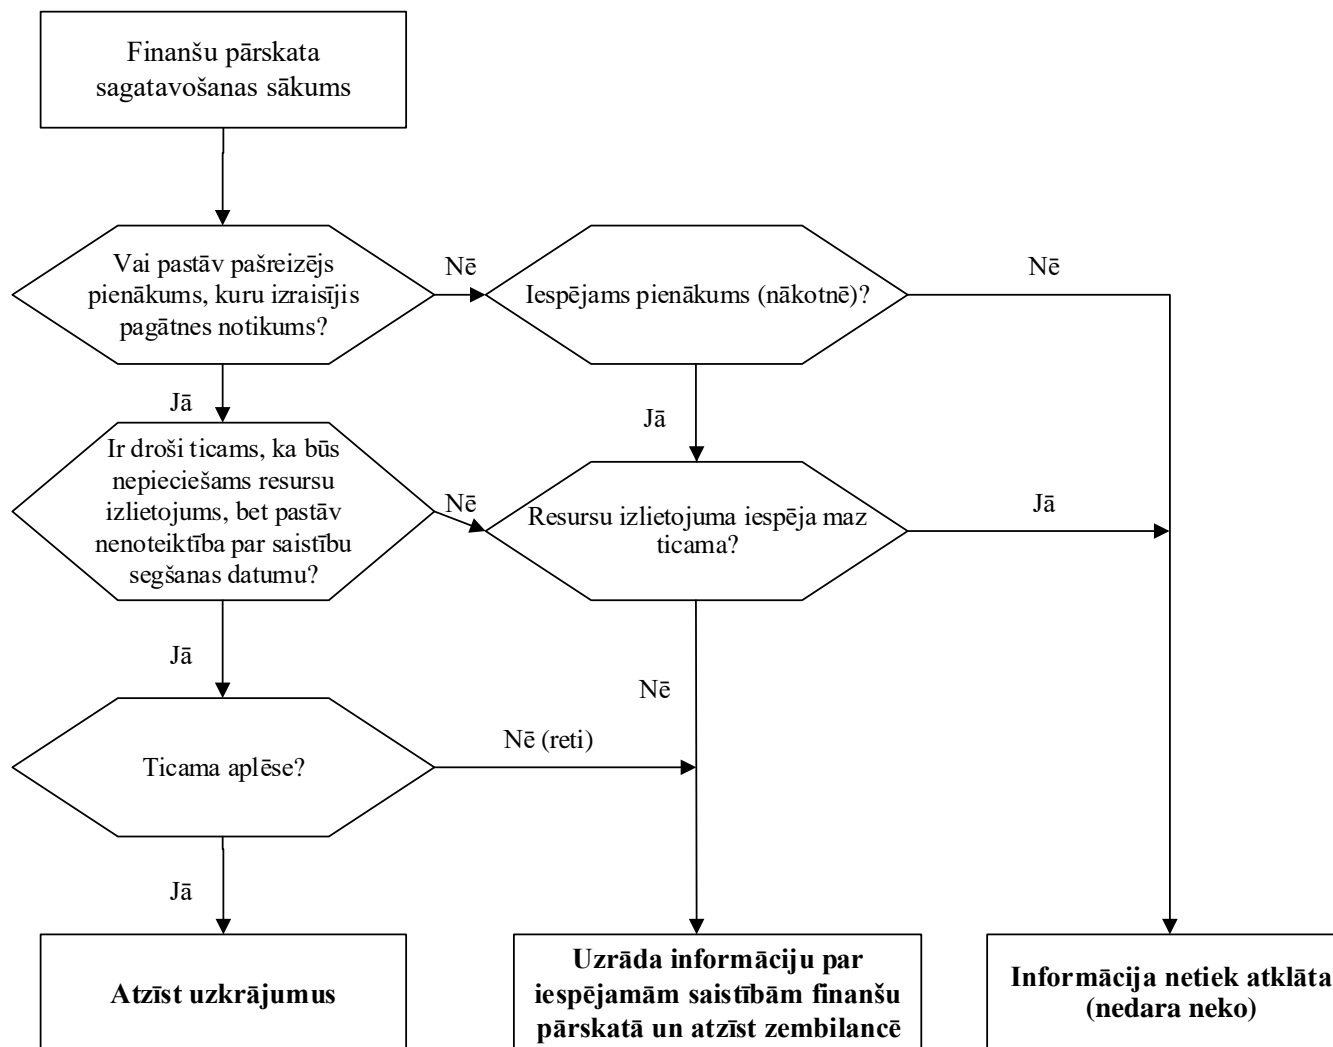 Finanšu pārskata
sagatavošanas sākums
Vai pastāv pašreizējs
pienākums, kuru izraisījis
pagātnes notikums?
Nē
Iespējams pienākums (nākotnē)?
Nē
Jā
Jā
Ir droši ticams, ka būs
nepieciešams resursu
izlietojums, bet pastāv
nenoteiktība par saistību
segšanas datumu?
Nē
Resursu izlietojuma iespēja maz
ticama?
Jā
Jā
Nē
Ticama aplēse?
Nē (reti)
Jā
Atzīst uzkrājumus
Uzrāda informāciju par
iespējamām saistībām finanšu
pārskatā un atzīst zembilancē
Informācija netiek atklāta
(nedara neko)